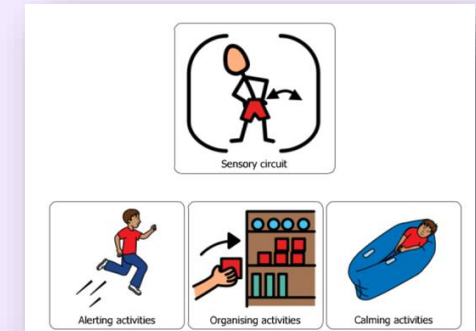 Sensory circuit
Alerting activities
Organising activities
Calming activities